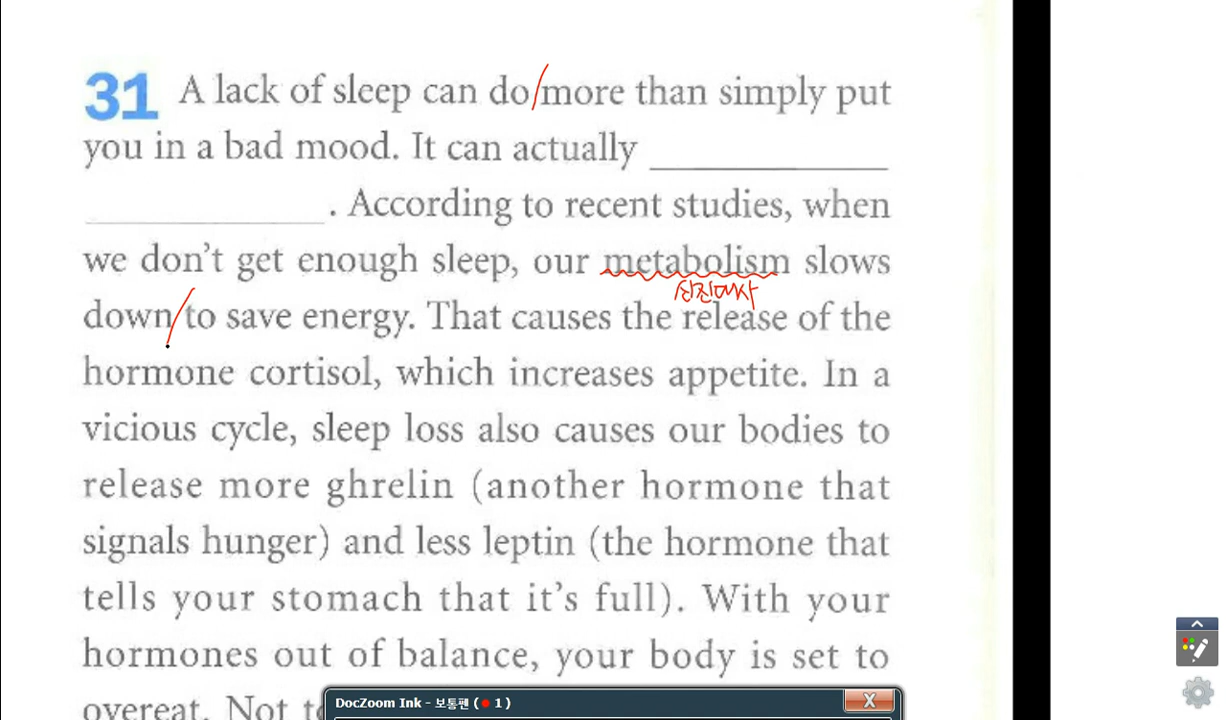 31 A lack of sleep can do more than simply put
you in a bad mood. It can actually
. According to recent studies, when
we don't get enough sleep, our metabolism slows
신진대사
down to save energy. That causes the release of the
hormone cortisol, which increases appetite. In a
vicious cycle, sleep loss also causes our bodies to
release more ghrelin (another hormone that
signals hunger) and less leptin (the hormone that
tells your stomach that it's full). With your
hormones out of balance, your body is set to
overeat. Not
DocZoom Ink - 보통펜 ( 1 )
X